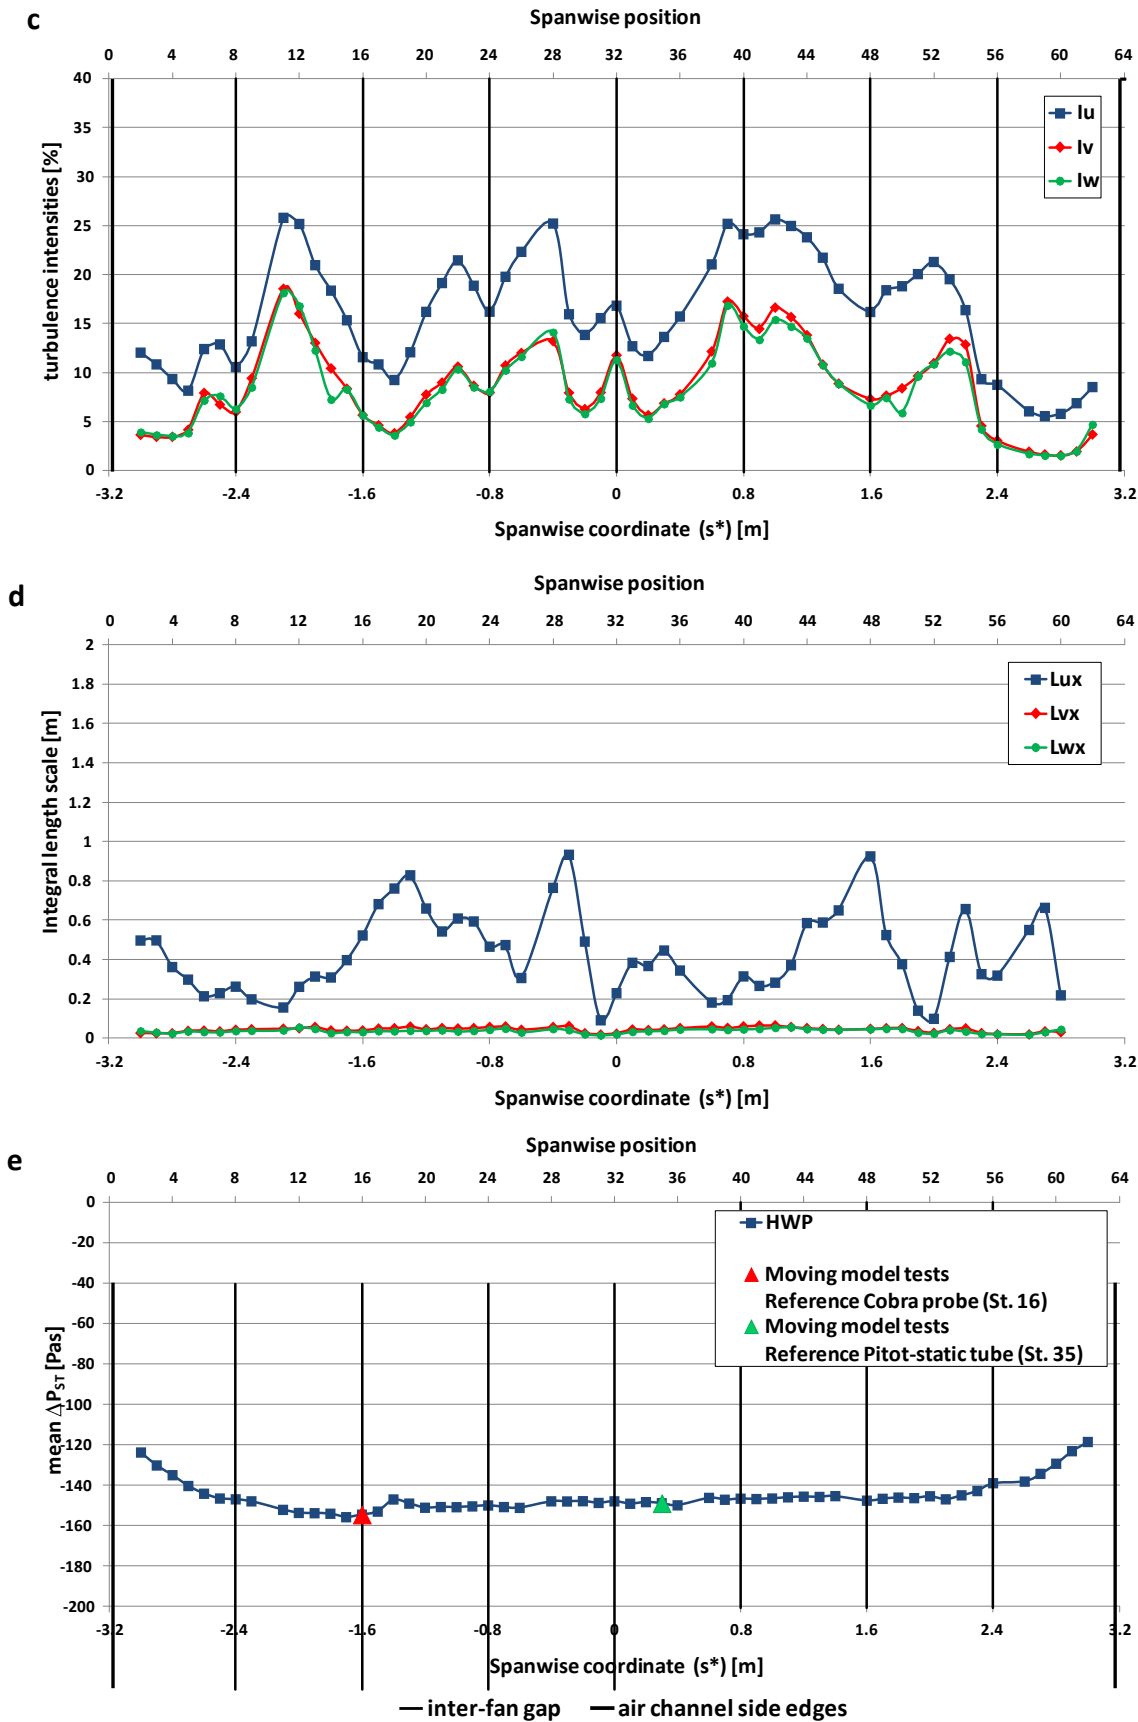 c
Spanwise position
0 4 8 12 16 20 24 28 32 36 40 44 48 52 56 60 64
40
35
30
25
20
15
10
5
0
turbulence intensities [%]
Iu
Iv
Iw
-3.2 -2.4 -1.6 -0.8 0 0.8 1.6 2.4 3.2
Spanwise coordinate (s*) [m]
d
Spanwise position
0 4 8 12 16 20 24 28 32 36 40 44 48 52 56 60 64
2
1.8
1.6
1.4
1.2
1
0.8
0.6
0.4
0.2
0
Integral length scale [m]
Lux
Lvx
Lwx
-3.2 -2.4 -1.6 -0.8 0 0.8 1.6 2.4 3.2
Spanwise coordinate (s*) [m]
e
Spanwise position
0 4 8 12 16 20 24 28 32 36 40 44 48 52 56 60 64
0
-20
-40
-60
-80
-100
-120
-140
-160
-180
-200
mean ΔPST [Pas]
HWP
Moving model tests
Reference Cobra probe (St. 16)
Moving model tests
Reference Pitot-static tube (St. 35)
-3.2 -2.4 -1.6 -0.8 0 0.8 1.6 2.4 3.2
Spanwise coordinate (s*) [m]
inter-fan gap air channel side edges